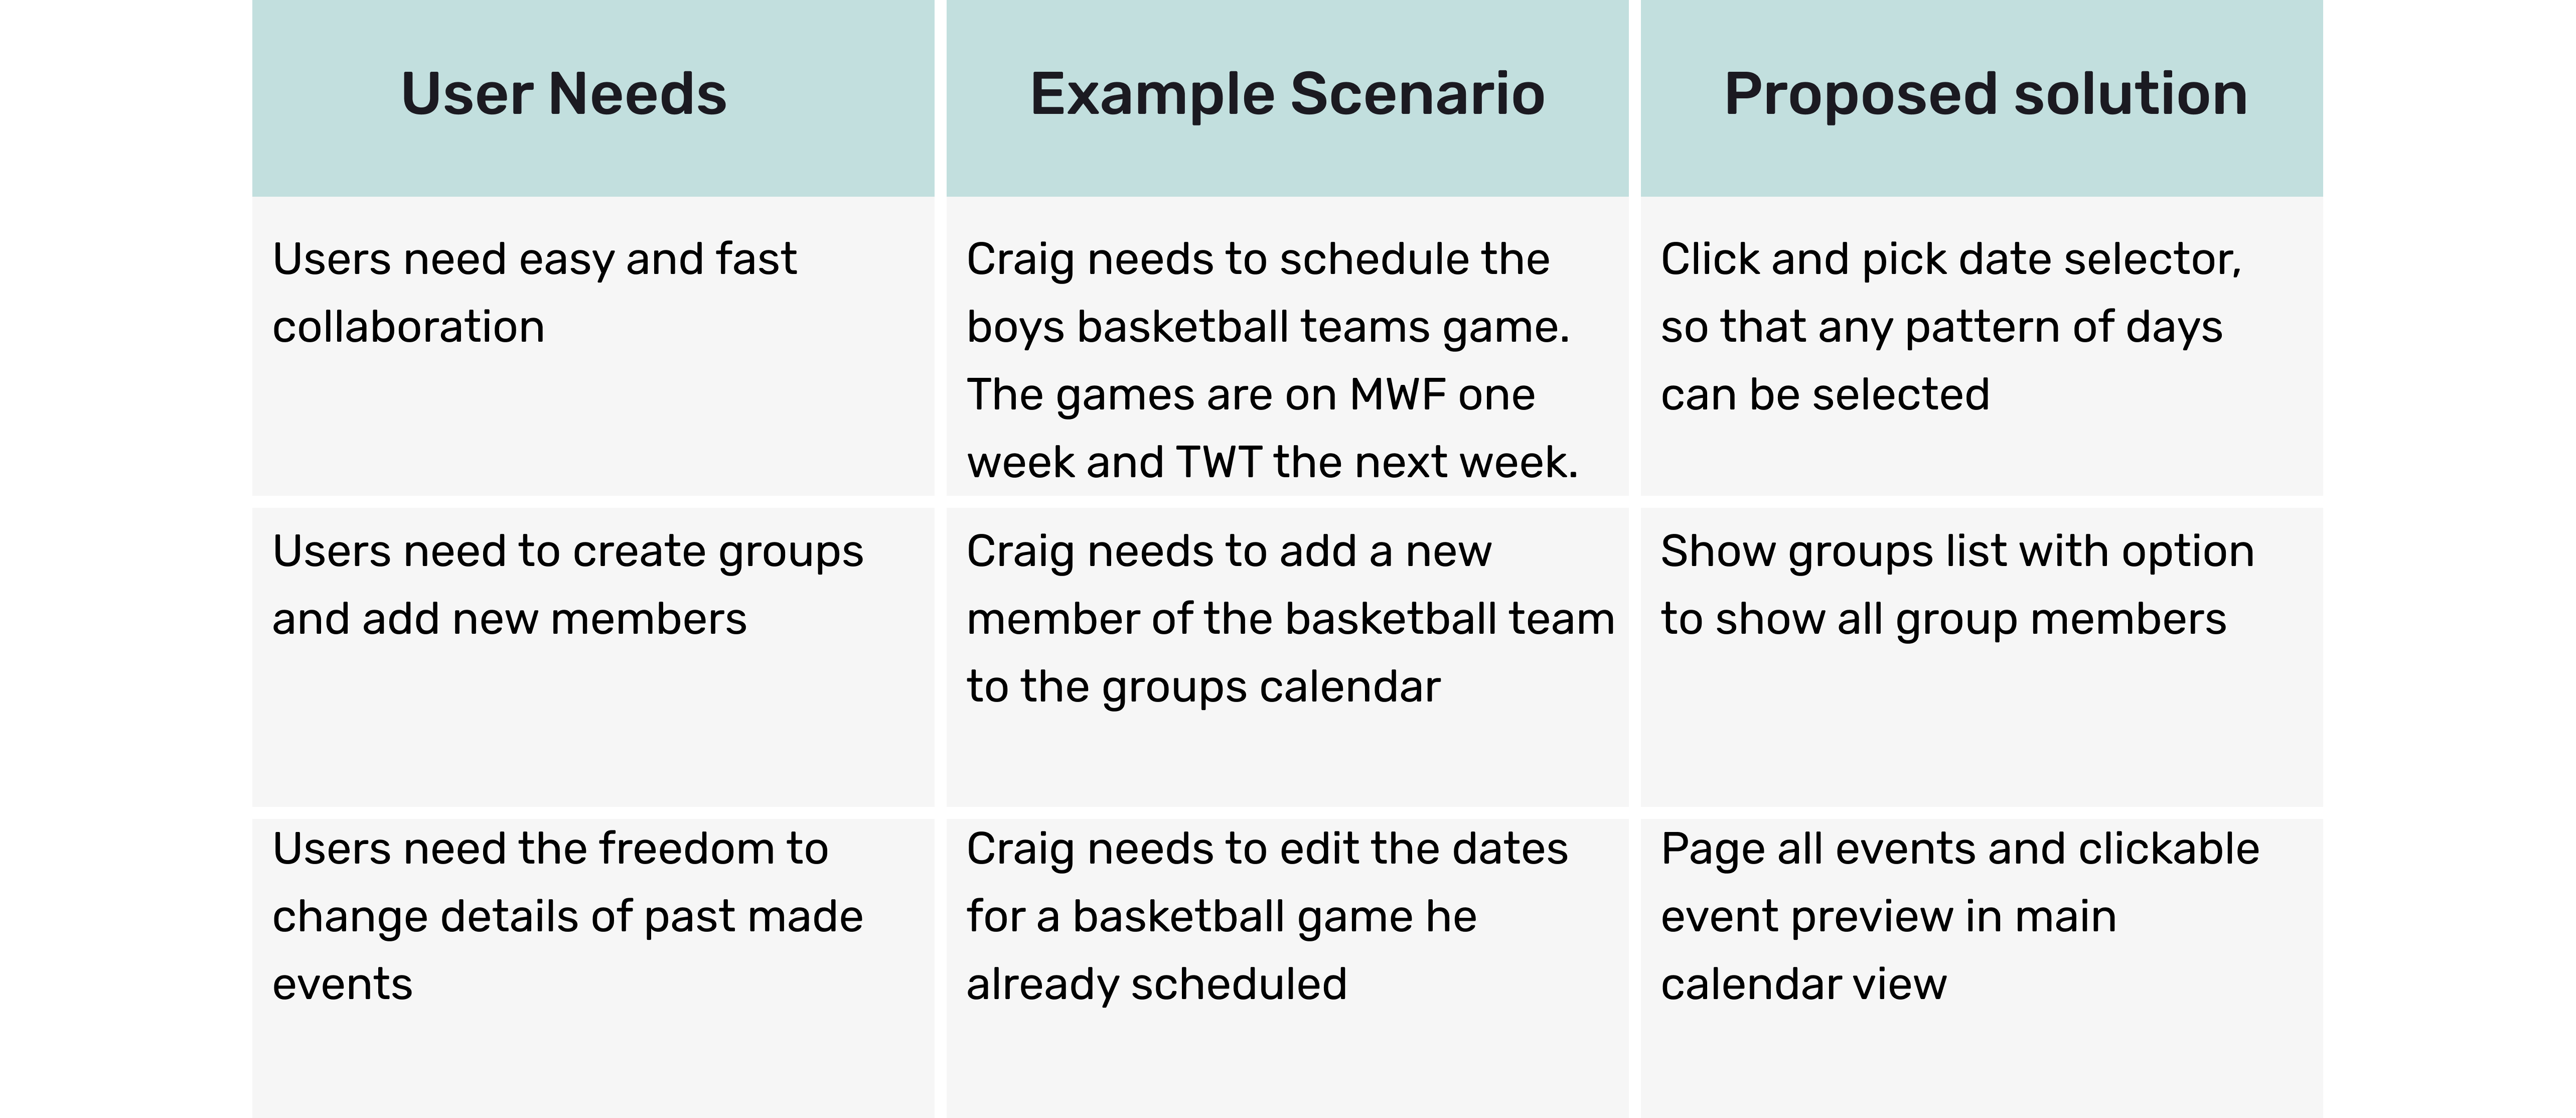 User Needs
Example Scenario
Proposed solution
Users need easy and fast
collaboration
Craig needs to schedule the
boys basketball teams game.
The games are on MWF one
week and TWT the next week.
Click and pick date selector,
so that any pattern of days
can be selected
Users need to create groups
and add new members
Craig needs to add a new
member of the basketball team
to the groups calendar
Show groups list with option
to show all group members
Users need the freedom to
change details of past made
events
Craig needs to edit the dates
for a basketball game he
already scheduled
Page all events and clickable
event preview in main
calendar view